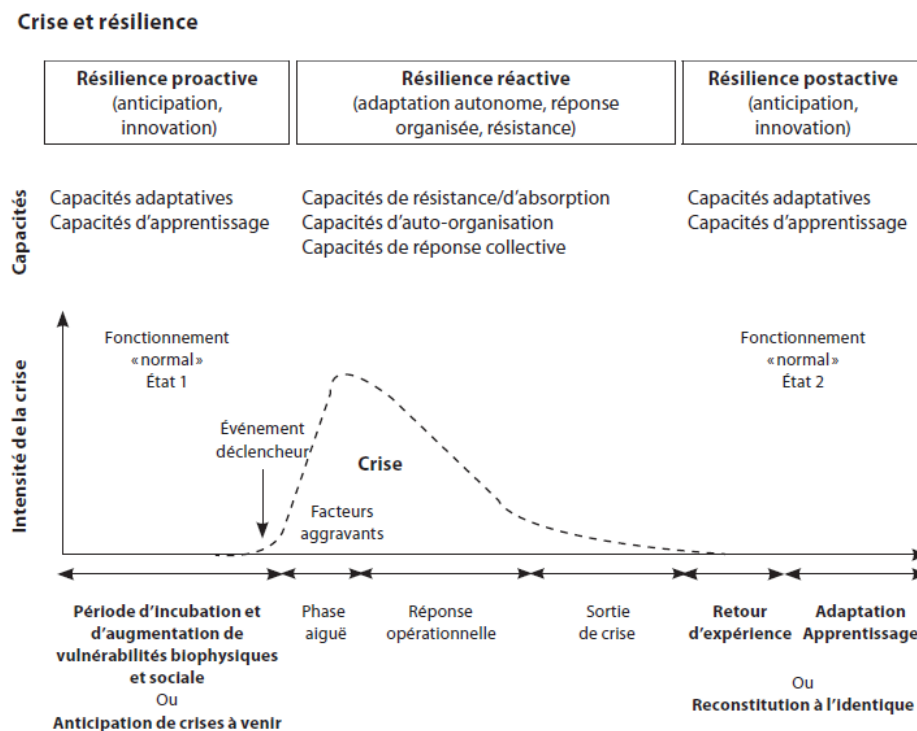 Crise et résilience
Résilience proactive
(anticipation,
innovation)
Résilience réactive
(adaptation autonome, réponse
organisée, résistance)
Résilience postactive
(anticipation,
innovation)
Capacités
Capacités adaptatives
Capacités d'apprentissage
Capacités de résistance/d'absorption
Capacités d'auto-organisation
Capacités de réponse collective
Capacités adaptatives
Capacités d'apprentissage
Intensité de la crise
Fonctionnement
«normal»
État 1
Événement
déclencheur
Crise
Facteurs
aggravants
Fonctionnement
«normal»
État 2
Période d'incubation et
d'augmentation de
vulnérabilités biophysiques
et sociale
Ou
Anticipation de crises à venir
Phase
aiguë
Réponse
opérationnelle
Sortie
de crise
Retour
d'expérience
Adaptation
Apprentissage
Ou
Reconstitution à l'identique